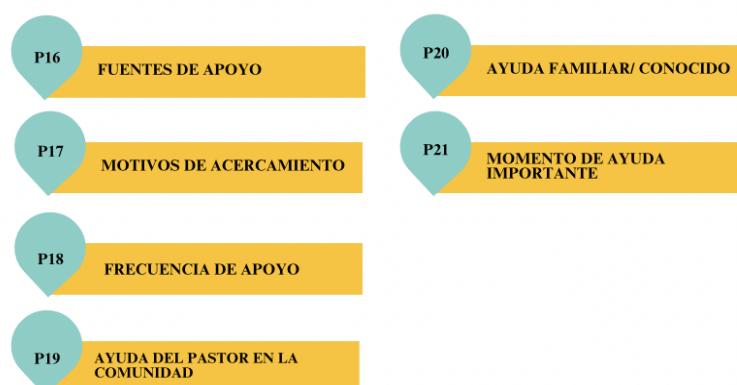 P16
FUENTES DE APOYO
P17
MOTIVOS DE ACERCAMIENTO
P18
FRECUENCIA DE APOYO
P19
AYUDA DEL PASTOR EN LA
COMUNIDAD
P20
AYUDA FAMILIAR/ CONOCIDO
P21
MOMENTO DE AYUDA
IMPORTANTE